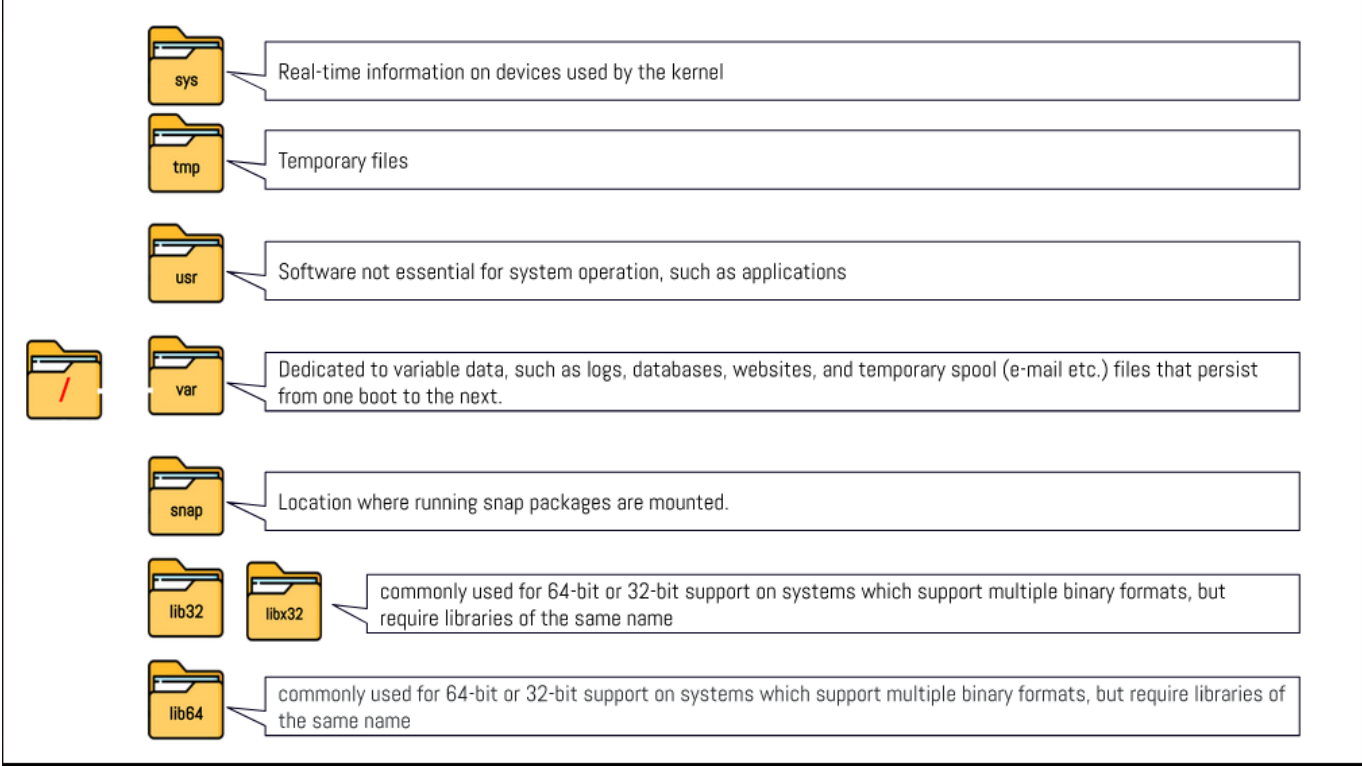 sys
Real-time information on devices used by the kernel
tmp
Temporary files
usr
Software not essential for system operation, such as applications
/
var
Dedicated to variable data, such as logs, databases, websites, and temporary spool (e-mail etc.) files that persist
from one boot to the next.
snap
Location where running snap packages are mounted.
lib32
libx32
commonly used for 64-bit or 32-bit support on systems which support multiple binary formats, but
require libraries of the same name
lib64
commonly used for 64-bit or 32-bit support on systems which support multiple binary formats, but require libraries of
the same name